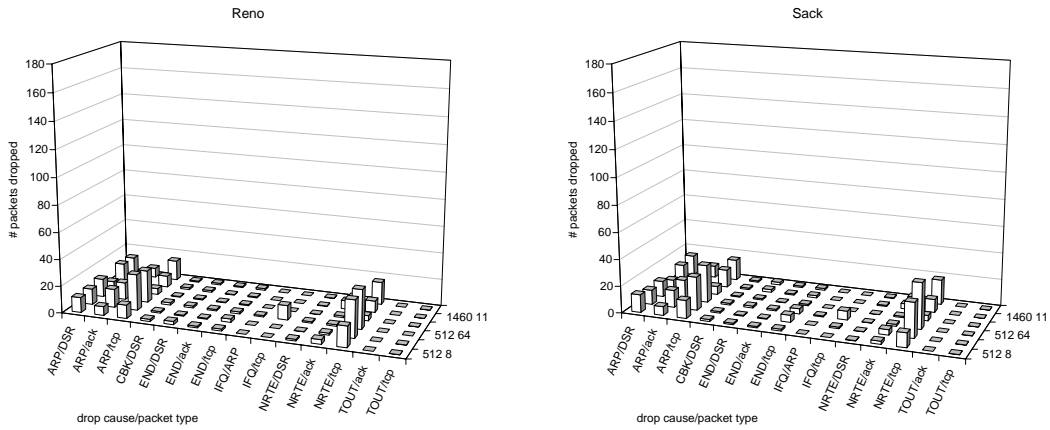 Reno
180
160
140
120
100
80
60
40
20
0
# packets dropped
ARP/DSR
ARP/ack
ARP/tcp
CBK/DSR
END/DSR
END/ack
END/tcp
IFQ/ARP
IFQ/tcp
NRTE/DSR
NRTE/ack
NRTE/tcp
TOUT/ack
TOUT/tcp
1460 11
512 64
512 8
drop cause/packet type
Sack
180
160
140
120
100
80
60
40
20
0
# packets dropped
ARP/DSR
ARP/ack
ARP/tcp
CBK/DSR
END/DSR
END/ack
END/tcp
IFQ/ARP
IFQ/tcp
NRTE/DSR
NRTE/ack
NRTE/tcp
TOUT/ack
TOUT/tcp
1460 11
512 64
512 8
drop cause/packet type